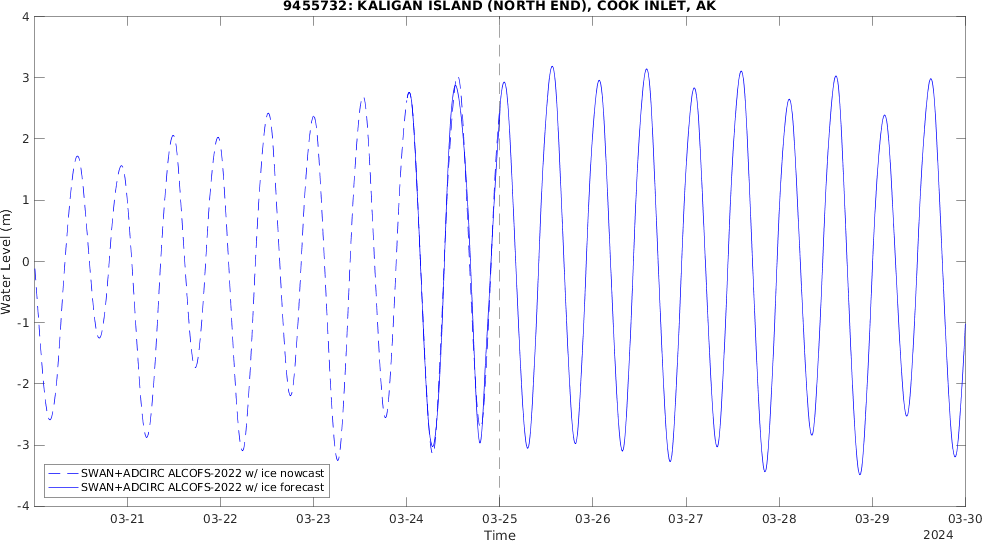 9455732: KALIGAN ISLAND (NORTH END), COOK INLET, AK
4
3
2
1
0
-1
-2
-3
-4
Water Level (m)
SWAN+ADCIRC ALCOFS-2022 w/ ice nowcast
SWAN+ADCIRC ALCOFS-2022 w/ ice forecast
03-21 03-22 03-23 03-24 03-25 03-26 03-27 03-28 03-29 03-30
Time
2024